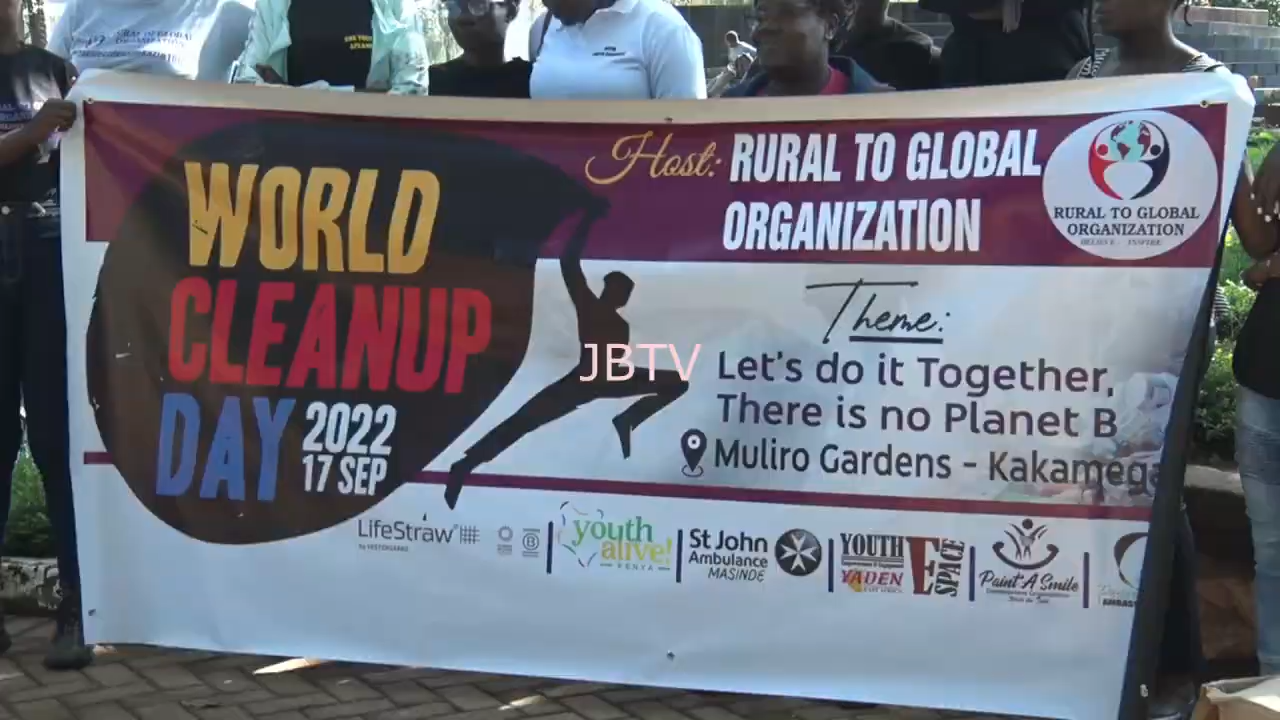 Host: RURAL TO GLOBAL
ORGANIZATION
RURAL TO GLOBAL
ORGANIZATION
WORLD
CLEANUP
DAY 2022
17 SEP
Theme:
JBTV
Let's do it Together,
There is no Planet B
Muliro Gardens - Kakamega
LifeStraw
youth
alive!
KENYA
St John
Ambulance
MASINDE
YOUTH
YADEN
E SPACE
Paint A Smile